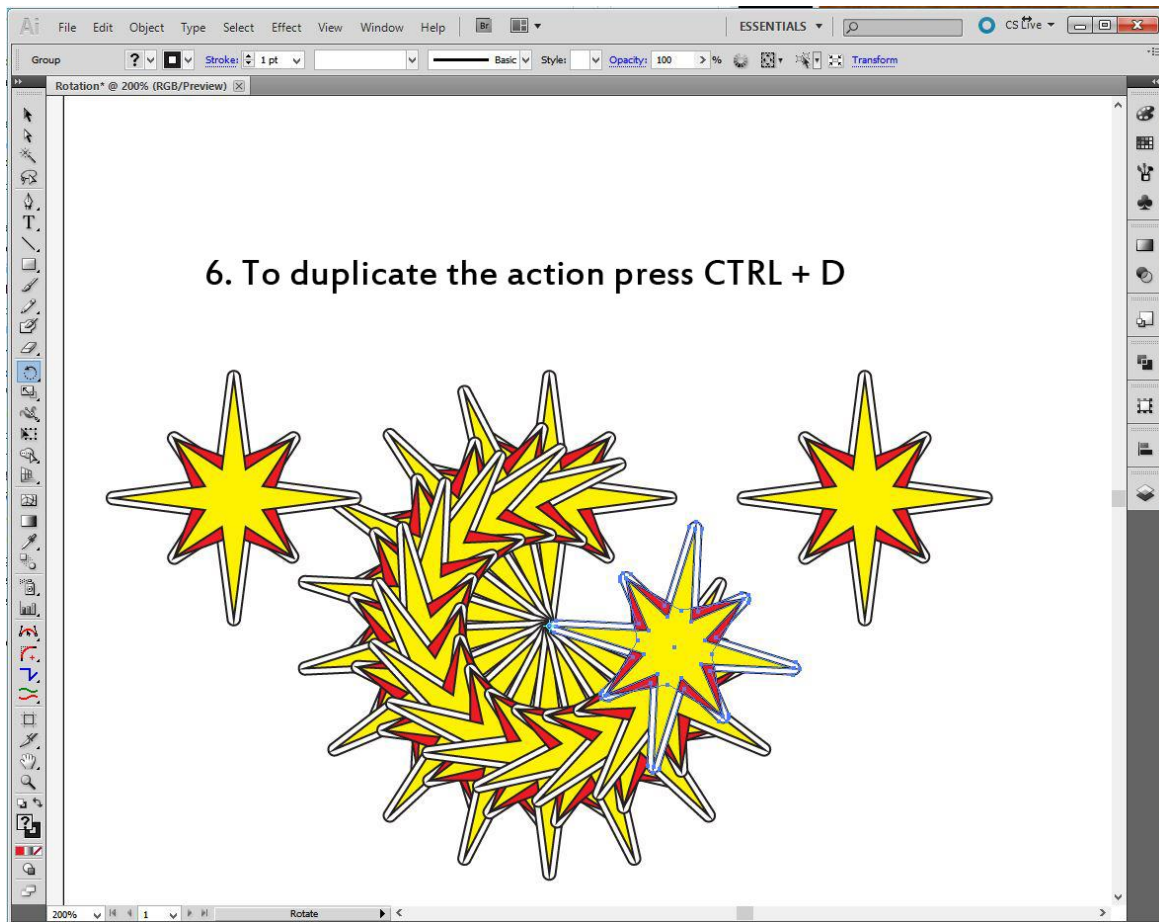 Ai File Edit Object Type Select Effect View Window Help Br ESSENTIALS CS Live
Group ? Stroke: 1 pt Basic Style: Opacity: 100 % Transform
Rotation* @ 200% (RGB/Preview)
6. To duplicate the action press CTRL + D
200% 1 Rotate